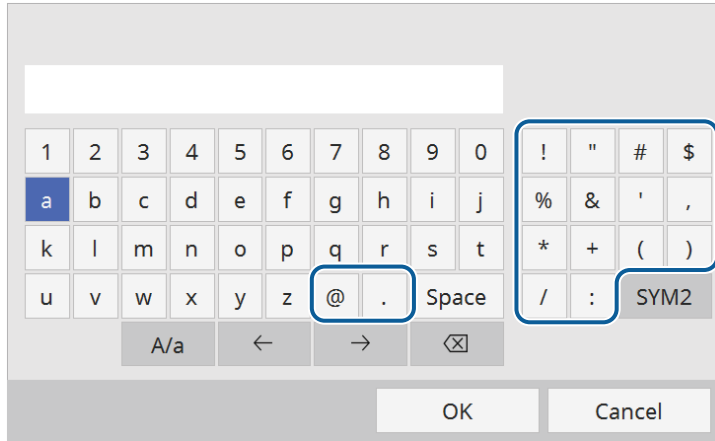 1 2 3 4 5 6 7 8 9 0 ! " # $
a b c d e f g h i j % & ' ,
k l m n o p q r s t * + ( )
u v w x y z @ . Space / : SYM2
A/a ← → ⌫
OK Cancel